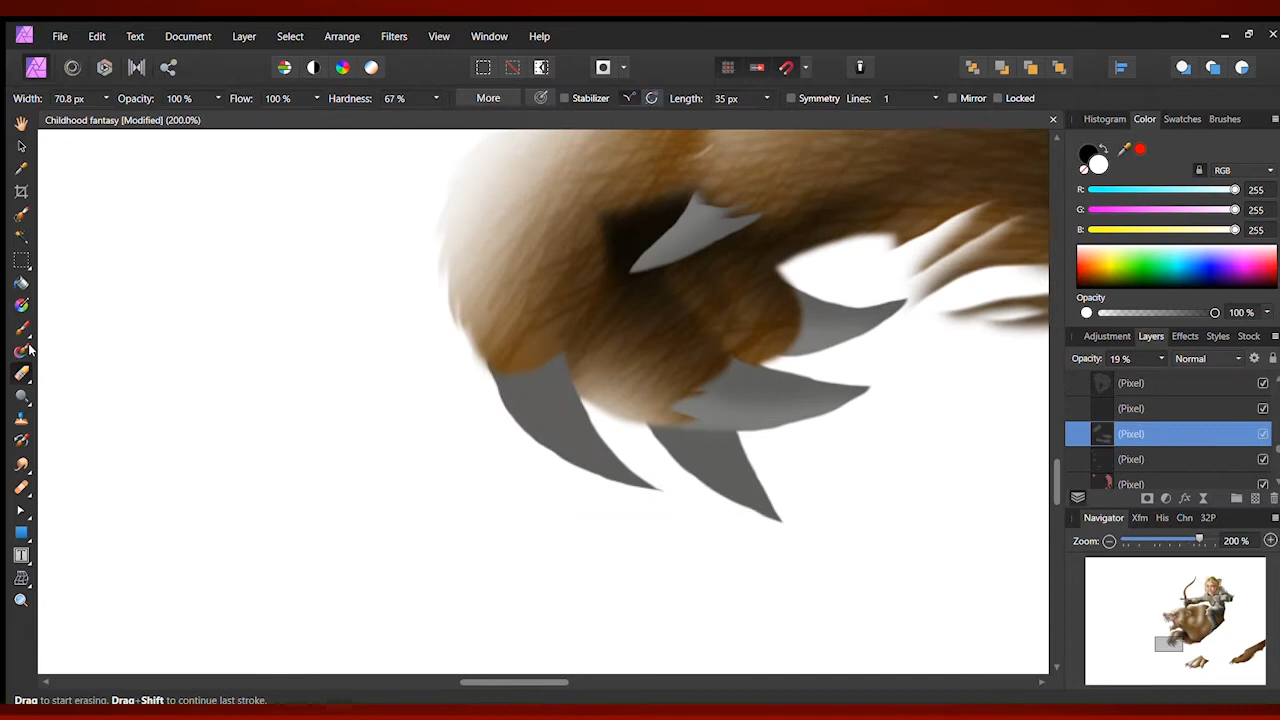 File Edit Text Document Layer Select Arrange Filters View Window Help
Width: 70.8 px Opacity: 100 % Flow: 100 % Hardness: 67 % More Stabilizer Length: 35 px Symmetry Lines: 1 Mirror Locked
Childhood fantasy [Modified] (200.0%)
Histogram Color Swatches Brushes
RGB
R: 255
G: 255
B: 255
Opacity
100 %
Adjustment Layers Effects Styles Stock
Opacity: 19 % Normal
(Pixel)
(Pixel)
(Pixel)
(Pixel)
(Pixel)
Navigator Xfm His Chn 32P
Zoom: 200 %
Drag to start erasing. Drag+Shift to continue last stroke.